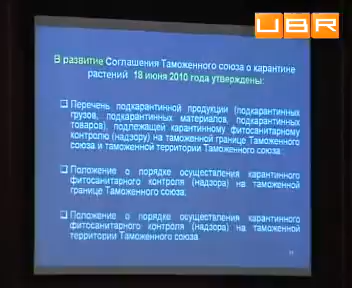 UBR
В развитие Соглашения Таможенного союза о карантине
растений 18 июня 2010 года утверждены:
Перечень подкарантинной продукции (подкарантинных
грузов, подкарантинных материалов, подкарантинных
товаров), подлежащей карантинному фитосанитарному
контролю (надзору) на таможенной границе Таможенного
союза и таможенной территории Таможенного союза;
Положение о порядке осуществления карантинного
фитосанитарного контроля (надзора) на таможенной
границе Таможенного союза;
Положение о порядке осуществления карантинного
фитосанитарного контроля (надзора) на таможенной
территории Таможенного союза